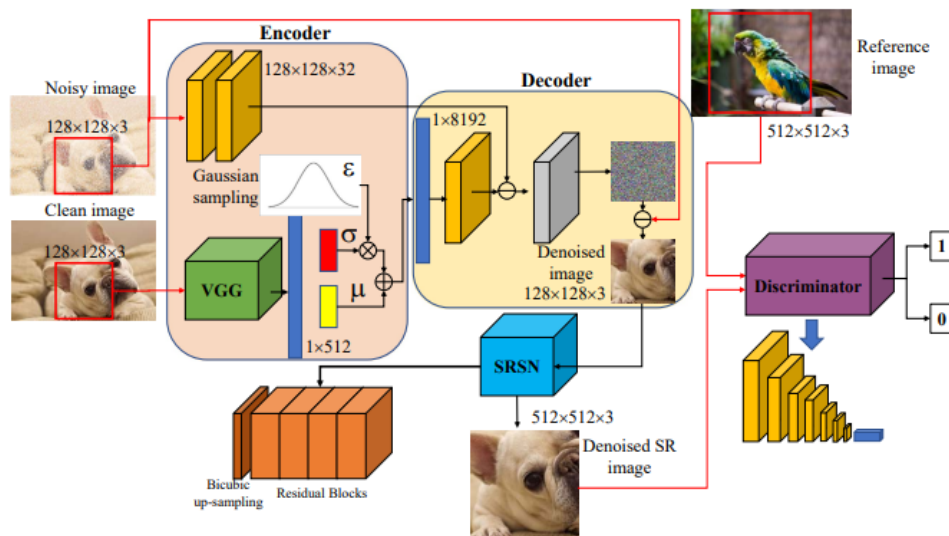 Encoder
128×128×32
Noisy image
128×128×3
Gaussian
sampling
ε
Clean image
128×128×3
VGG
σ
μ
1×512
Decoder
1×8192
Denoised
image
128×128×3
Reference
image
512×512×3
Discriminator
1
0
SRSN
512×512×3
Denoised SR
image
Bicubic
up-sampling
Residual Blocks